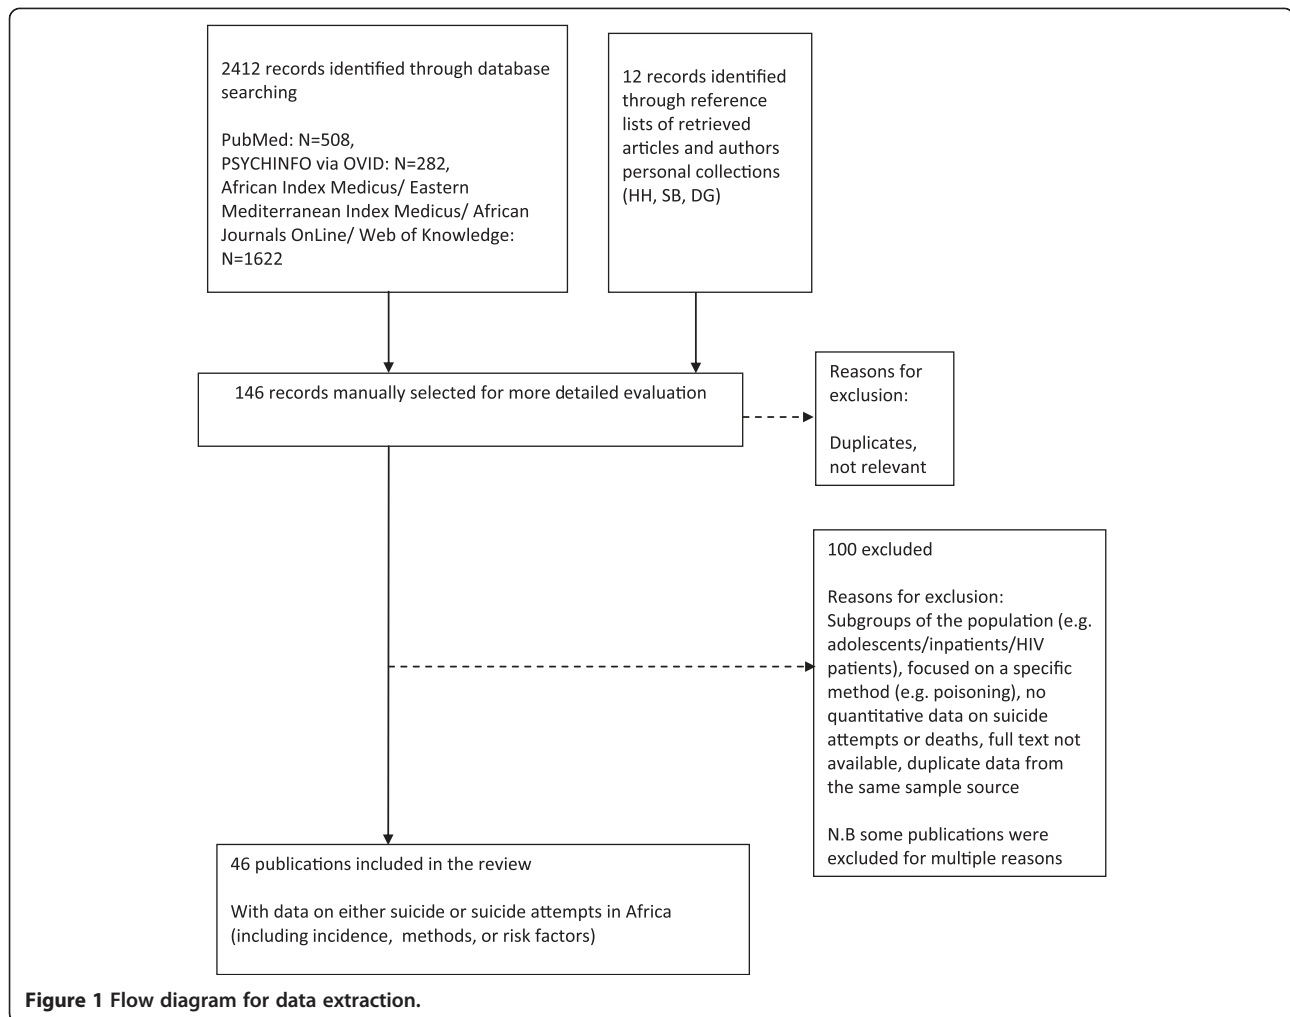 2412 records identified through database
searching
PubMed: N=508,
PSYCHINFO via OVID: N=282,
African Index Medicus/ Eastern
Mediterranean Index Medicus/ African
Journals OnLine/ Web of Knowledge:
N=1622
12 records identified
through reference
lists of retrieved
articles and authors
personal collections
(HH, SB, DG)
146 records manually selected for more detailed evaluation
Reasons for
exclusion:
Duplicates,
not relevant
100 excluded
Reasons for exclusion:
Subgroups of the population (e.g.
adolescents/inpatients/HIV
patients), focused on a specific
method (e.g. poisoning), no
quantitative data on suicide
attempts or deaths, full text not
available, duplicate data from
the same sample source
N.B some publications were
excluded for multiple reasons
46 publications included in the review
With data on either suicide or suicide attempts in Africa
(including incidence, methods, or risk factors)
Figure 1 Flow diagram for data extraction.